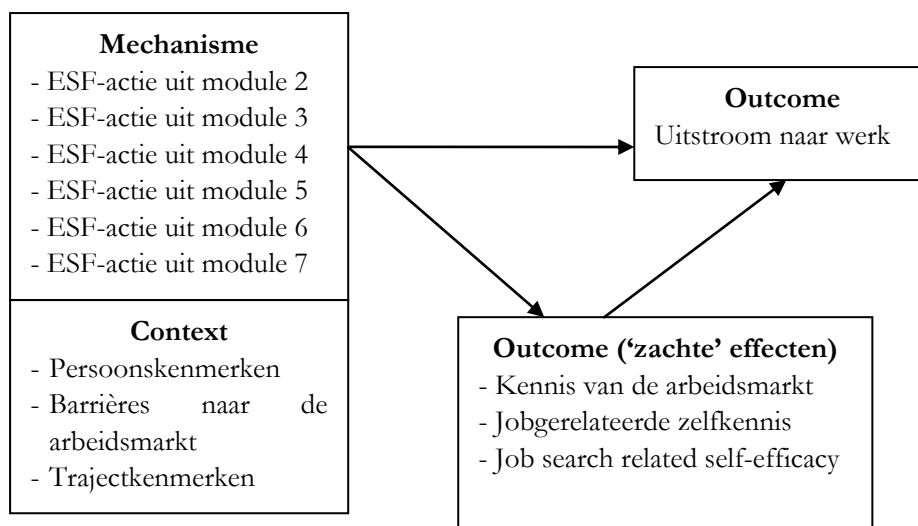 Mechanisme
- ESF-actie uit module 2
- ESF-actie uit module 3
- ESF-actie uit module 4
- ESF-actie uit module 5
- ESF-actie uit module 6
- ESF-actie uit module 7
Context
- Persoonskenmerken
- Barrières naar de
arbeidsmarkt
- Trajectkenmerken
Outcome
Uitstroom naar werk
Outcome (‘zachte’ effecten)
- Kennis van de arbeidsmarkt
- Jobgerelateerde zelfkennis
- Job search related self-efficacy